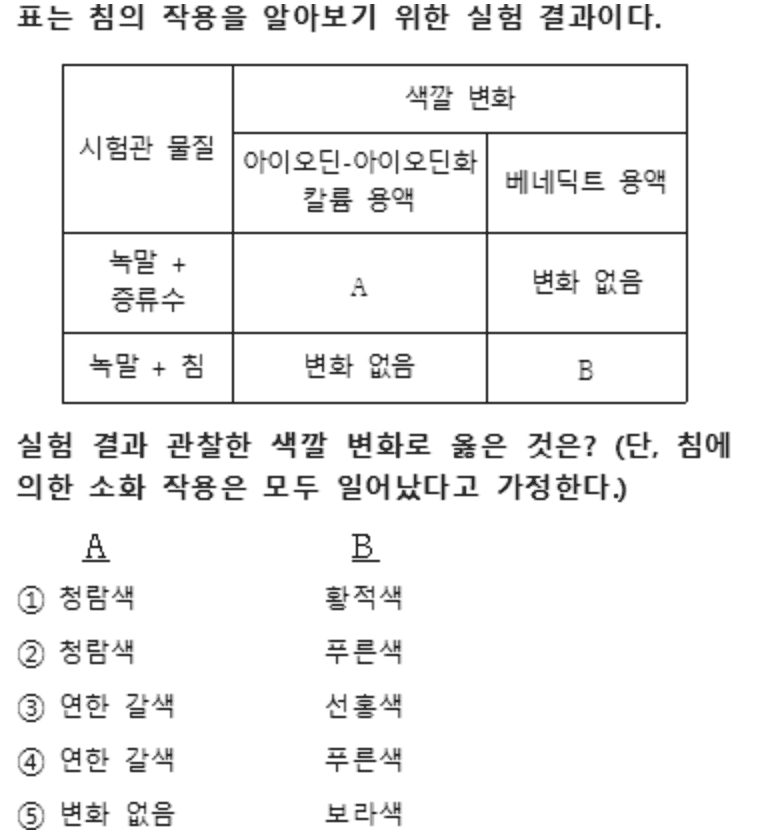 표는 침의 작용을 알아보기 위한 실험 결과이다.
시험관 물질
색깔 변화
아이오딘-아이오딘화
칼륨 용액
베네딕트 용액
녹말 +
증류수
A
변화 없음
녹말 + 침
변화 없음
B
실험 결과 관찰한 색깔 변화로 옳은 것은? (단, 침에
의한 소화 작용은 모두 일어났다고 가정한다.)
A B
① 청람색 황적색
② 청람색 푸른색
③ 연한 갈색 선홍색
④ 연한 갈색 푸른색
⑤ 변화 없음 보라색